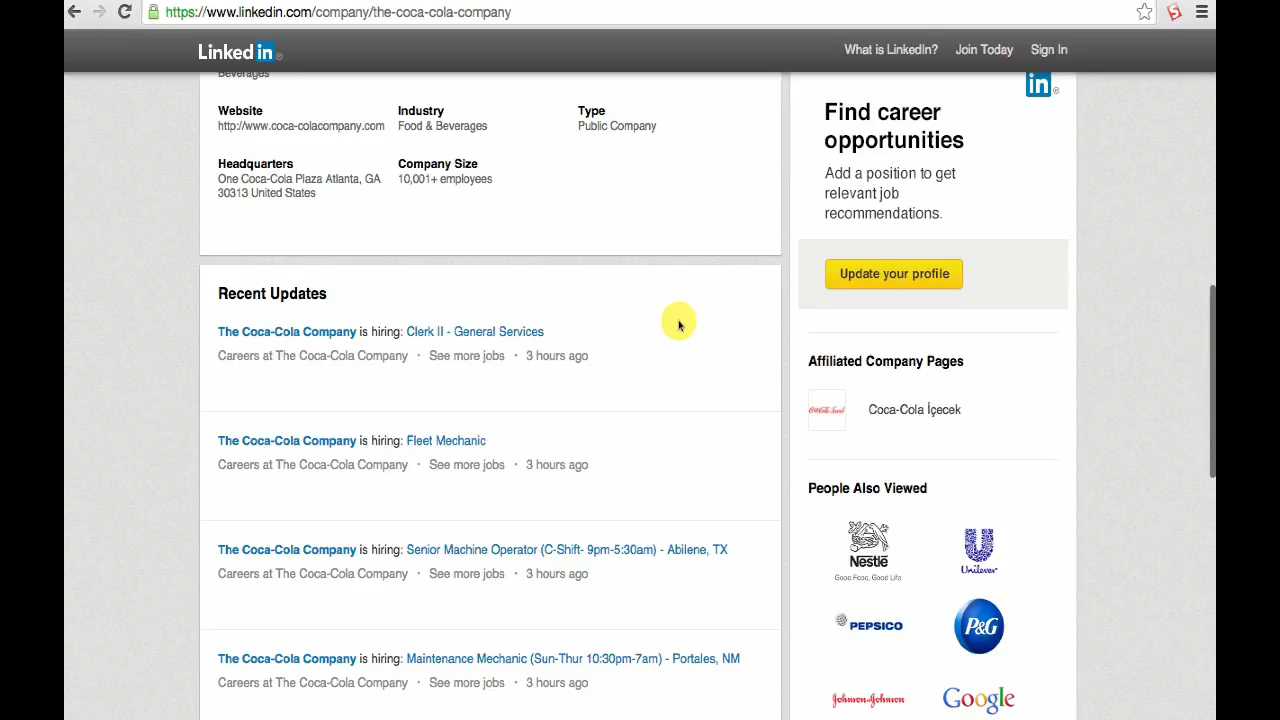 https://www.linkedin.com/company/the-coca-cola-company
S
Linked in ®
What is LinkedIn? Join Today Sign In
Beverages
Website
http://www.coca-colacompany.com
Industry
Food & Beverages
Type
Public Company
Headquarters
One Coca-Cola Plaza Atlanta, GA
30313 United States
Company Size
10,001+ employees
Recent Updates
The Coca-Cola Company is hiring: Clerk II - General Services
Careers at The Coca-Cola Company · See more jobs · 3 hours ago
The Coca-Cola Company is hiring: Fleet Mechanic
Careers at The Coca-Cola Company · See more jobs · 3 hours ago
The Coca-Cola Company is hiring: Senior Machine Operator (C-Shift- 9pm-5:30am) - Abilene, TX
Careers at The Coca-Cola Company · See more jobs · 3 hours ago
The Coca-Cola Company is hiring: Maintenance Mechanic (Sun-Thur 10:30pm-7am) - Portales, NM
Careers at The Coca-Cola Company · See more jobs · 3 hours ago
in ®
Find career
opportunities
Add a position to get
relevant job
recommendations.
Update your profile
Affiliated Company Pages
Coca-Cola İçecek
People Also Viewed
Nestlé
Good Food, Good Life
Unilever
PEPSICO
P&G
Johnson & Johnson
Google